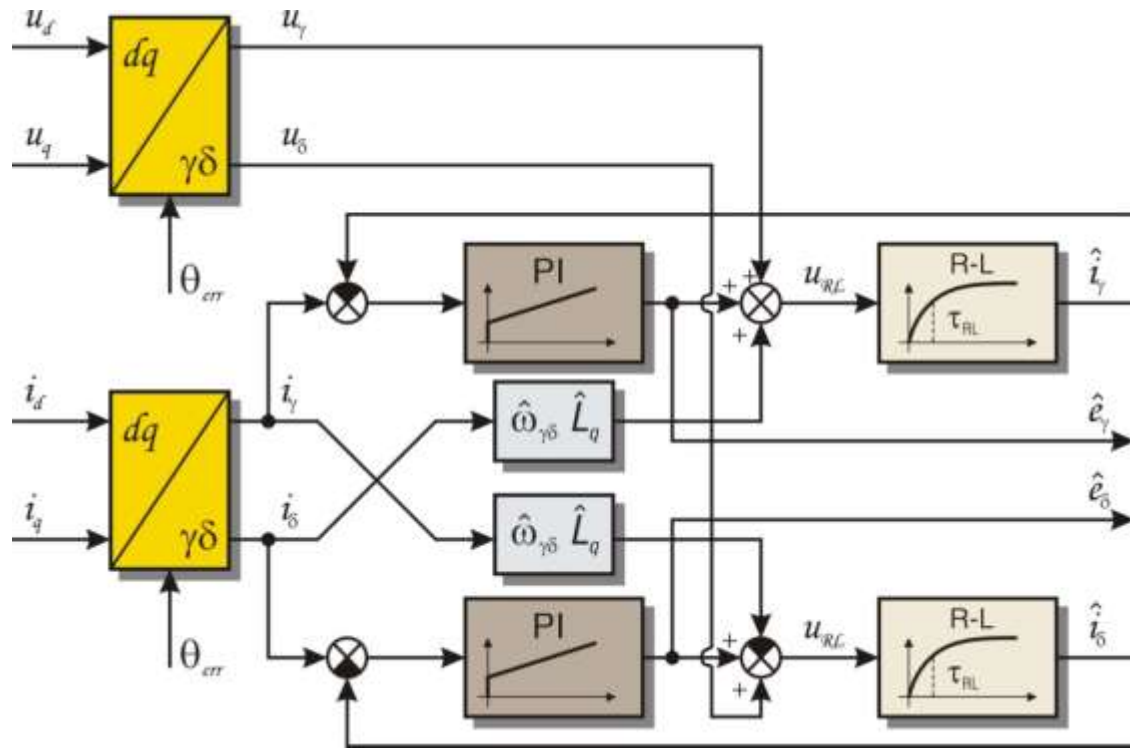 u_d
u_γ
dq
u_q
u_δ
γδ
θ_err
PI
+
+
+
u_RL
R-L
τ_RL
î_γ
i_d
i_γ
dq
ω̂_γδ L̂_q
ê_γ
i_q
i_δ
γδ
ω̂_γδ L̂_q
ê_δ
θ_err
PI
+
+
u_RL
R-L
τ_RL
î_δ